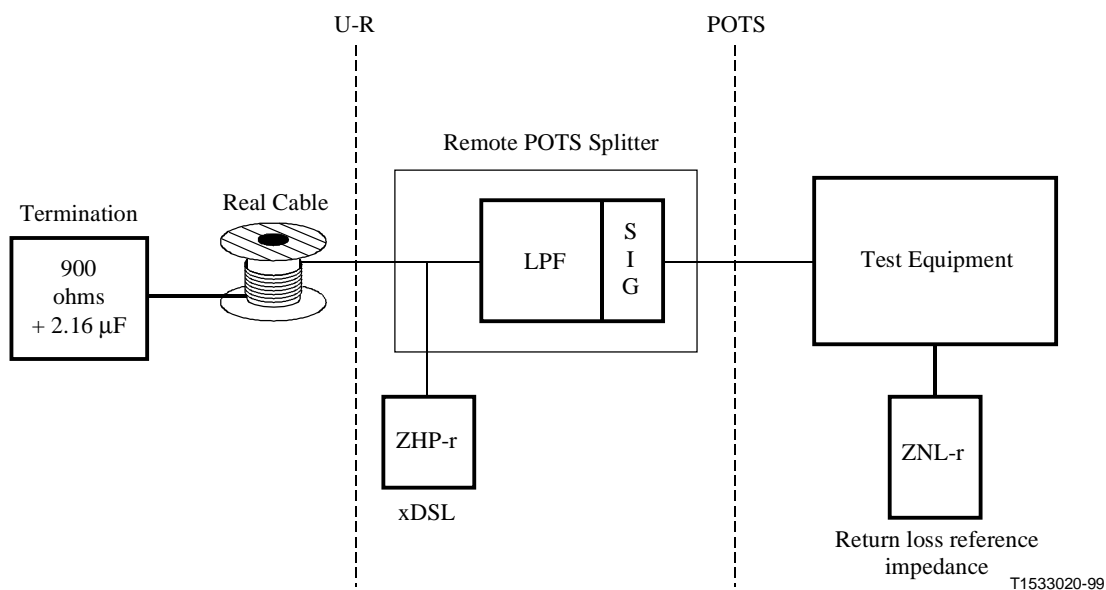 U-R
POTS
Remote POTS Splitter
Real Cable
Termination
900
ohms
+ 2.16 µF
LPF
S
I
G
Test Equipment
ZHP-r
xDSL
ZNL-r
Return loss reference
impedance
T1533020-99